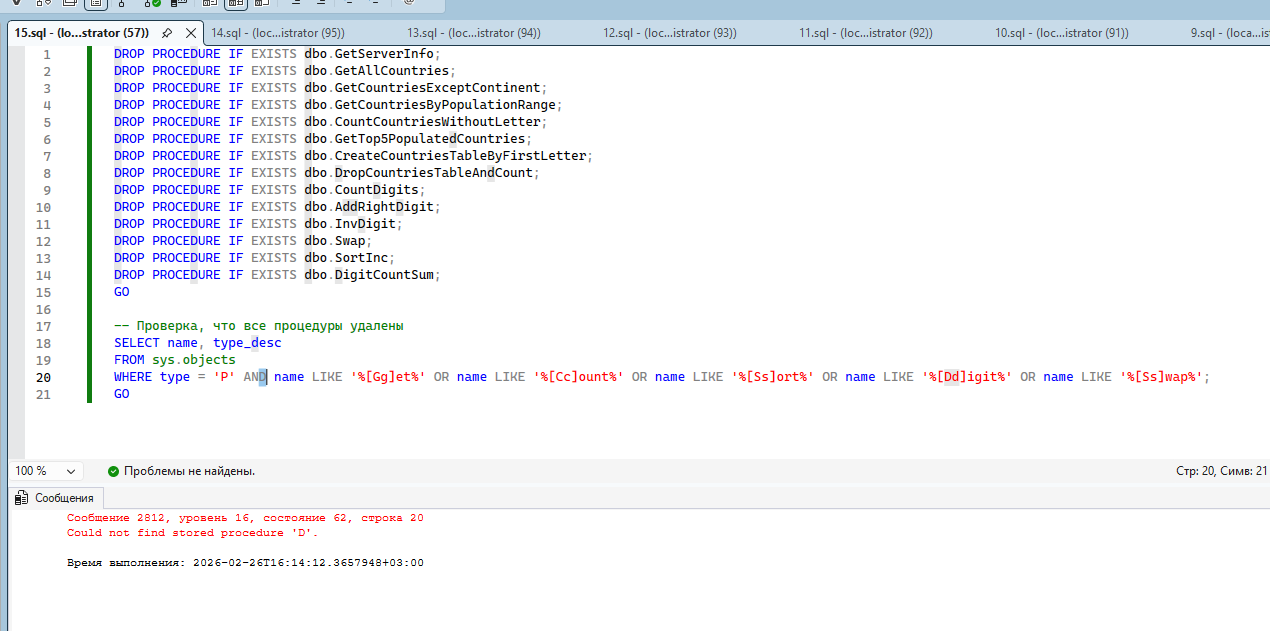 15.sql - (lo...strator (57)) 14.sql - (loc...istrator (95)) 13.sql - (loc...istrator (94)) 12.sql - (loc...istrator (93)) 11.sql - (loc...istrator (92)) 10.sql - (loc...istrator (91)) 9.sql - (loca...ist
1 DROP PROCEDURE IF EXISTS dbo.GetServerInfo;
2 DROP PROCEDURE IF EXISTS dbo.GetAllCountries;
3 DROP PROCEDURE IF EXISTS dbo.GetCountriesExceptContinent;
4 DROP PROCEDURE IF EXISTS dbo.GetCountriesByPopulationRange;
5 DROP PROCEDURE IF EXISTS dbo.CountCountriesWithoutLetter;
6 DROP PROCEDURE IF EXISTS dbo.GetTop5PopulatedCountries;
7 DROP PROCEDURE IF EXISTS dbo.CreateCountriesTableByFirstLetter;
8 DROP PROCEDURE IF EXISTS dbo.DropCountriesTableAndCount;
9 DROP PROCEDURE IF EXISTS dbo.CountDigits;
10 DROP PROCEDURE IF EXISTS dbo.AddRightDigit;
11 DROP PROCEDURE IF EXISTS dbo.InvDigit;
12 DROP PROCEDURE IF EXISTS dbo.Swap;
13 DROP PROCEDURE IF EXISTS dbo.SortInc;
14 DROP PROCEDURE IF EXISTS dbo.DigitCountSum;
15 GO
16
17 -- Проверка, что все процедуры удалены
18 SELECT name, type_desc
19 FROM sys.objects
20 WHERE type = 'P' AND name LIKE '%[Gg]et%' OR name LIKE '%[Cc]ount%' OR name LIKE '%[Ss]ort%' OR name LIKE '%[Dd]igit%' OR name LIKE '%[Ss]wap%';
21 GO
100 % Проблемы не найдены. Стр: 20, Симв: 21
Сообщения
Сообщение 2812, уровень 16, состояние 62, строка 20
Could not find stored procedure 'D'.
Время выполнения: 2026-02-26T16:14:12.3657948+03:00